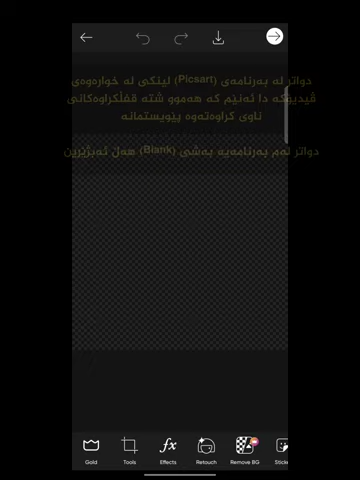 دواتر لە بەرنامەی (Picsart) لینکی لە خوارەوەی
ڤیدیۆکە دا ئەنێم کە هەموو شتە قفڵکراوەکانی
ناوی کراوەتەوە پێویستمانە
دواتر لەم بەرنامەیە بەشی (Blank) هەڵ ئەبژێرین
Gold
Tools
Effects
Retouch
Remove BG
Sticke